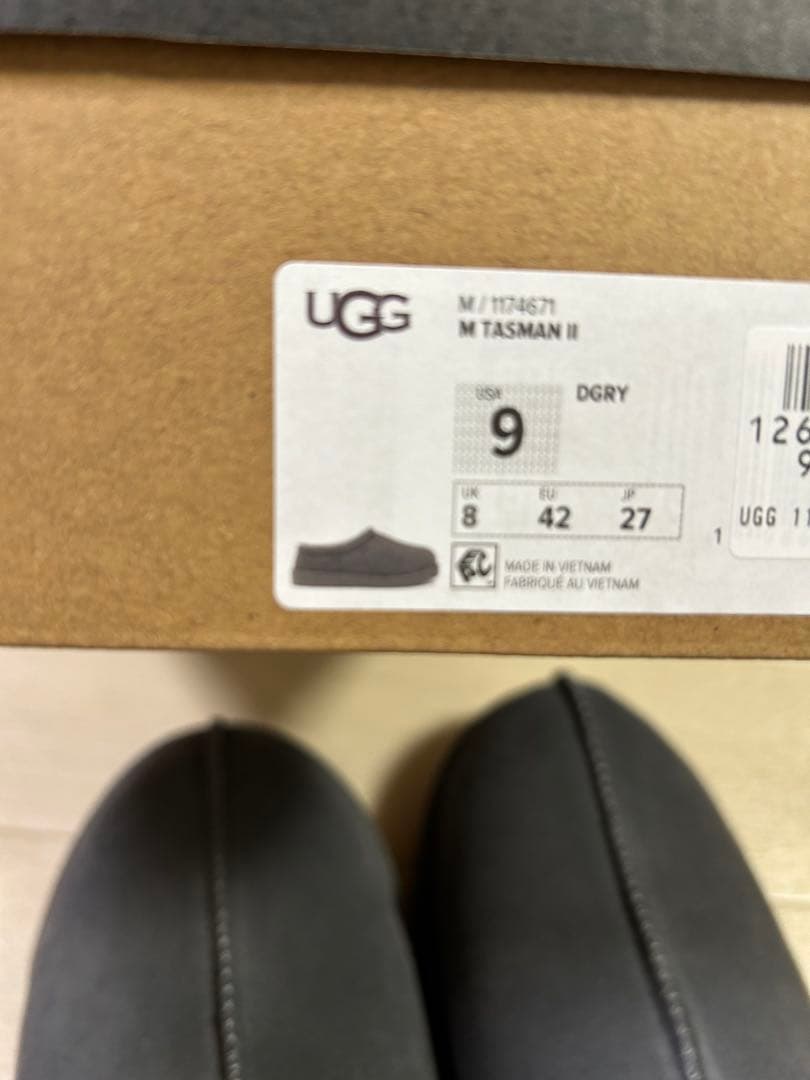 UGG
M / 1174671
M TASMAN II
USA
9
DGRY
UK EU JP
8 42 27
MADE IN VIETNAM
FABRIQUÉ AU VIETNAM
1
126
9
UGG 11